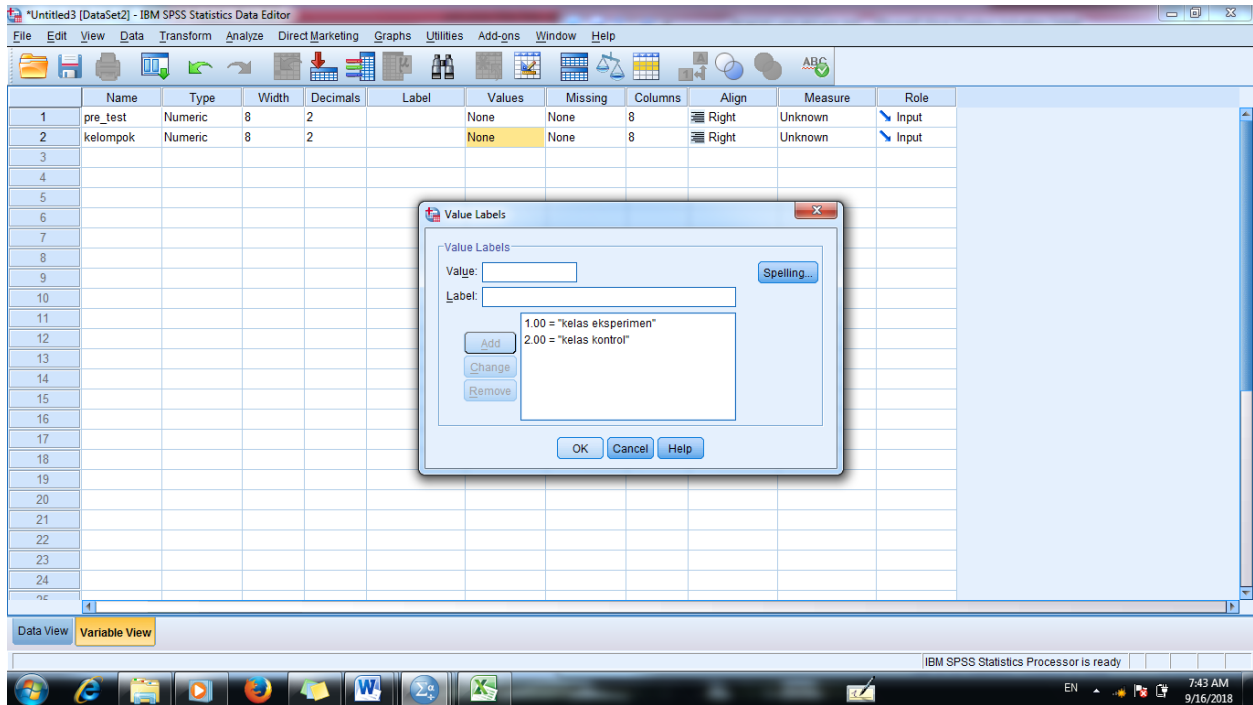 *Untitled3 [DataSet2] - IBM SPSS Statistics Data Editor
File Edit View Data Transform Analyze Direct Marketing Graphs Utilities Add-ons Window Help
Name Type Width Decimals Label Values Missing Columns Align Measure Role
1 pre_test Numeric 8 2 None None 8 Right Unknown Input
2 kelompok Numeric 8 2 None None 8 Right Unknown Input
3
4
5
6
7
8
9
10
11
12
13
14
15
16
17
18
19
20
21
22
23
24
25
Value Labels
Value Labels
Value:
Spelling...
Label:
1.00 = "kelas eksperimen"
2.00 = "kelas kontrol"
Add
Change
Remove
OK Cancel Help
Data View Variable View
IBM SPSS Statistics Processor is ready
EN
7:43 AM
9/16/2018